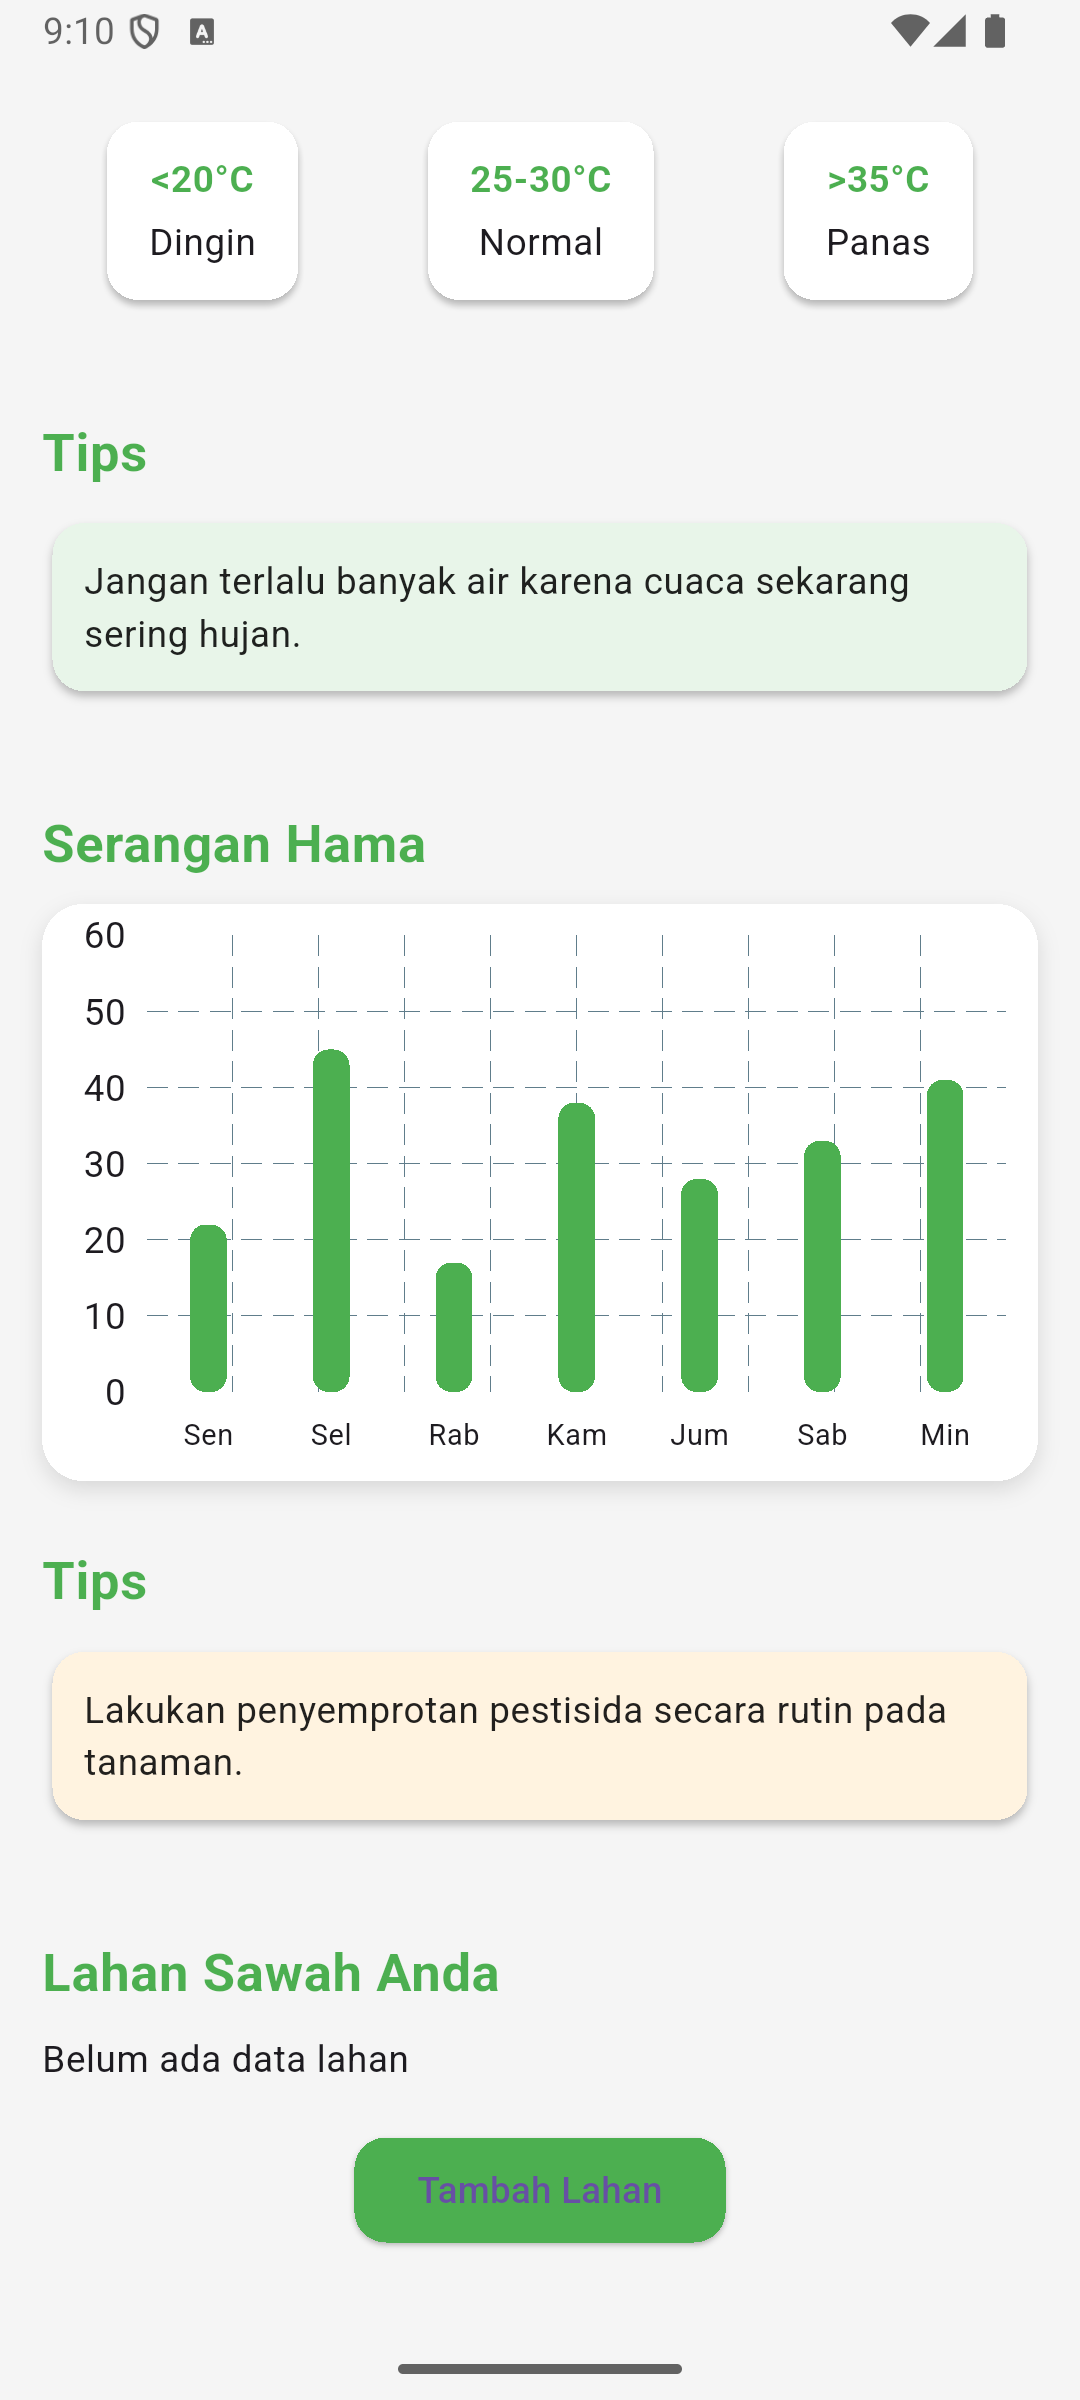 9:10
<20°C
Dingin
25-30°C
Normal
>35°C
Panas
Tips
Jangan terlalu banyak air karena cuaca sekarang
sering hujan.
Serangan Hama
60
50
40
30
20
10
0
Sen Sel Rab Kam Jum Sab Min
Tips
Lakukan penyemprotan pestisida secara rutin pada
tanaman.
Lahan Sawah Anda
Belum ada data lahan
Tambah Lahan